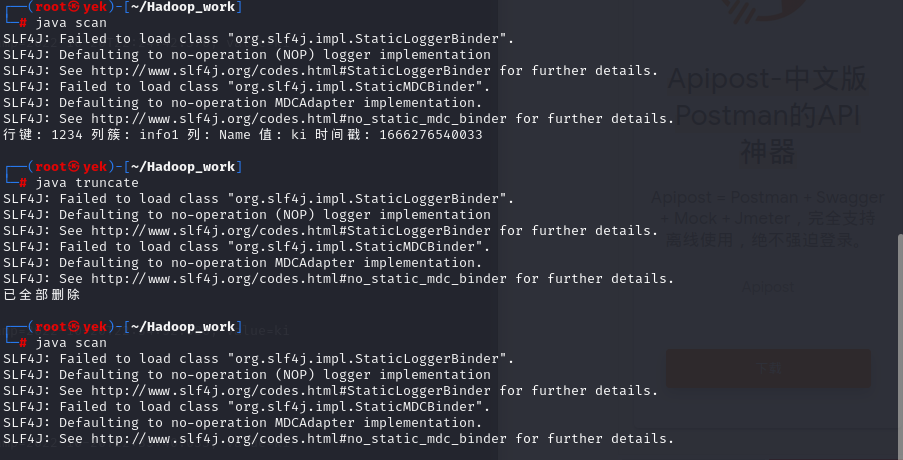 ┌──(root㉿yek)-[~/Hadoop_work]
└─# java scan
SLF4J: Failed to load class "org.slf4j.impl.StaticLoggerBinder".
SLF4J: Defaulting to no-operation (NOP) logger implementation
SLF4J: See http://www.slf4j.org/codes.html#StaticLoggerBinder for further details.
SLF4J: Failed to load class "org.slf4j.impl.StaticMDCBinder".
SLF4J: Defaulting to no-operation MDCAdapter implementation.
SLF4J: See http://www.slf4j.org/codes.html#no_static_mdc_binder for further details.
行键: 1234 列簇: info1 列: Name 值: ki 时间戳: 1666276540033
┌──(root㉿yek)-[~/Hadoop_work]
└─# java truncate
SLF4J: Failed to load class "org.slf4j.impl.StaticLoggerBinder".
SLF4J: Defaulting to no-operation (NOP) logger implementation
SLF4J: See http://www.slf4j.org/codes.html#StaticLoggerBinder for further details.
SLF4J: Failed to load class "org.slf4j.impl.StaticMDCBinder".
SLF4J: Defaulting to no-operation MDCAdapter implementation.
SLF4J: See http://www.slf4j.org/codes.html#no_static_mdc_binder for further details.
已全部删除
┌──(root㉿yek)-[~/Hadoop_work]
└─# java scan
SLF4J: Failed to load class "org.slf4j.impl.StaticLoggerBinder".
SLF4J: Defaulting to no-operation (NOP) logger implementation
SLF4J: See http://www.slf4j.org/codes.html#StaticLoggerBinder for further details.
SLF4J: Failed to load class "org.slf4j.impl.StaticMDCBinder".
SLF4J: Defaulting to no-operation MDCAdapter implementation.
SLF4J: See http://www.slf4j.org/codes.html#no_static_mdc_binder for further details.
Apipost-中文版
Postman的API
神器
Apipost = Postman + Swagger
+ Mock + Jmeter，完全支持
离线使用，绝不强迫登录。
Apipost